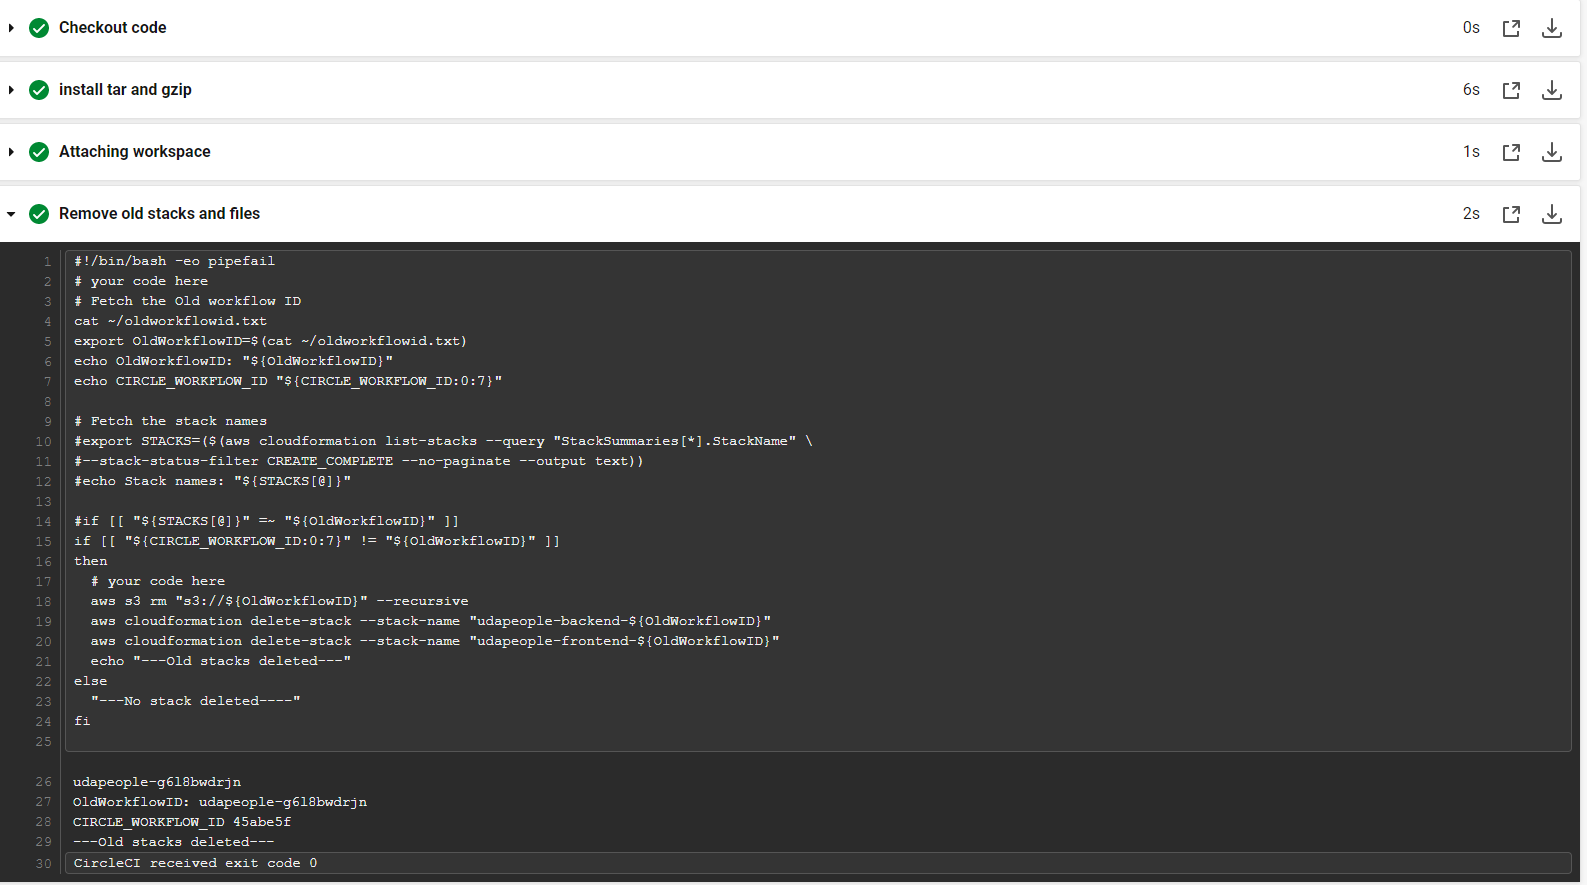 Checkout code 0s
install tar and gzip 6s
Attaching workspace 1s
Remove old stacks and files 2s
1 #!/bin/bash -eo pipefail
2 # your code here
3 # Fetch the Old workflow ID
4 cat ~/oldworkflowid.txt
5 export OldWorkflowID=$(cat ~/oldworkflowid.txt)
6 echo OldWorkflowID: "${OldWorkflowID}"
7 echo CIRCLE_WORKFLOW_ID "${CIRCLE_WORKFLOW_ID:0:7}"
8
9 # Fetch the stack names
10 #export STACKS=($(aws cloudformation list-stacks --query "StackSummaries[*].StackName" \
11 #--stack-status-filter CREATE_COMPLETE --no-paginate --output text))
12 #echo Stack names: "${STACKS[@]}"
13
14 #if [[ "${STACKS[@]}" =~ "${OldWorkflowID}" ]]
15 if [[ "${CIRCLE_WORKFLOW_ID:0:7}" != "${OldWorkflowID}" ]]
16 then
17   # your code here
18   aws s3 rm "s3://${OldWorkflowID}" --recursive
19   aws cloudformation delete-stack --stack-name "udapeople-backend-${OldWorkflowID}"
20   aws cloudformation delete-stack --stack-name "udapeople-frontend-${OldWorkflowID}"
21   echo "---Old stacks deleted---"
22 else
23   "---No stack deleted----"
24 fi
25
26 udapeople-g6l8bwdrjn
27 OldWorkflowID: udapeople-g6l8bwdrjn
28 CIRCLE_WORKFLOW_ID 45abe5f
29 ---Old stacks deleted---
30 CircleCI received exit code 0